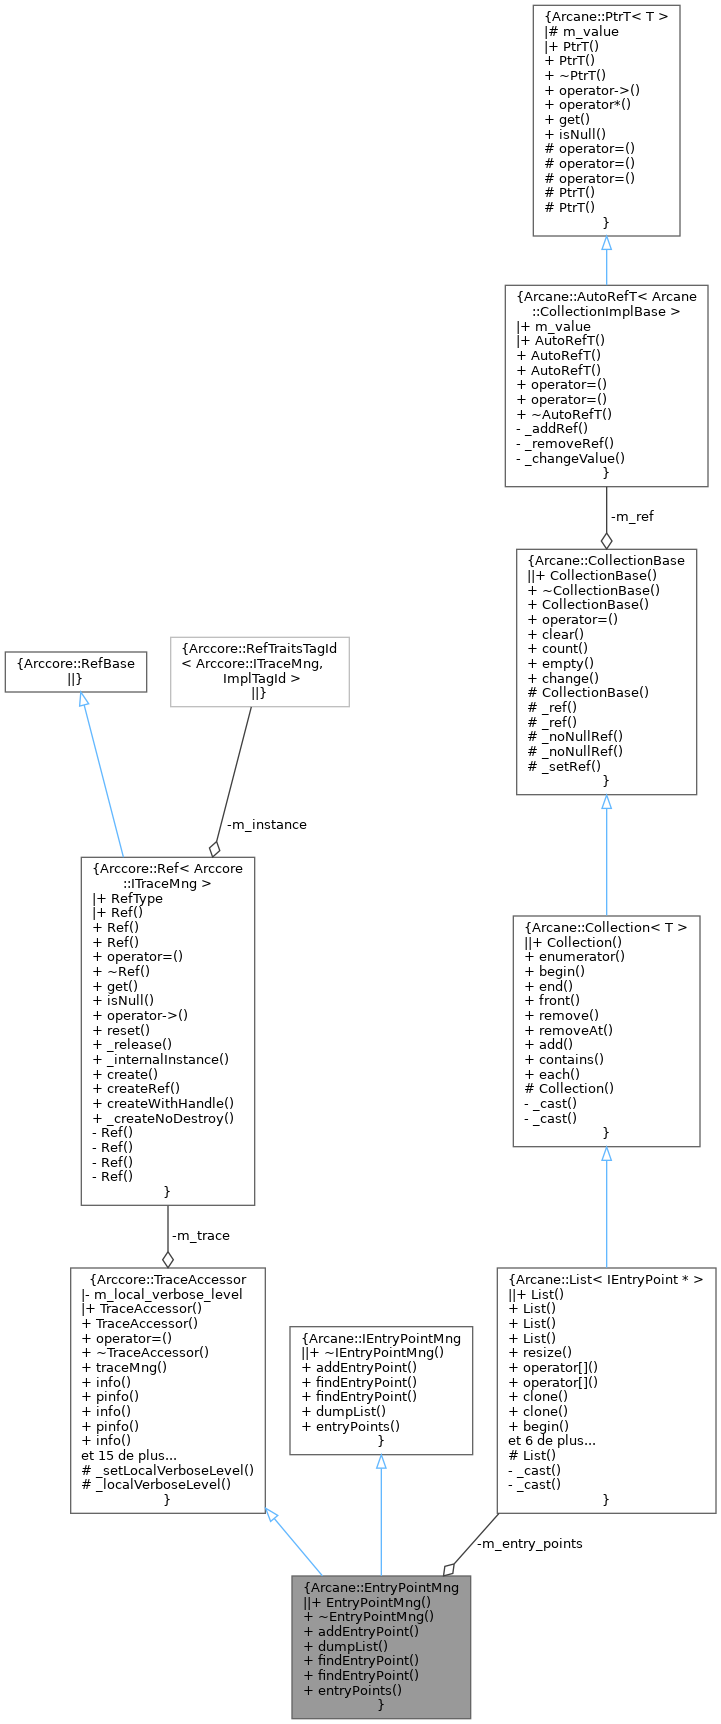 {Arcane::PtrT< T >
|# m_value
|+ PtrT()
+ PtrT()
+ ~PtrT()
+ operator->()
+ operator*()
+ get()
+ isNull()
# operator=()
# operator=()
# operator=()
# PtrT()
# PtrT()
}
{Arcane::AutoRefT< Arcane
::CollectionImplBase >
|+ m_value
|+ AutoRefT()
+ AutoRefT()
+ AutoRefT()
+ operator=()
+ operator=()
+ ~AutoRefT()
- _addRef()
- _removeRef()
- _changeValue()
}
-m_ref
{Arcane::CollectionBase
||+ CollectionBase()
+ ~CollectionBase()
+ CollectionBase()
+ operator=()
+ clear()
+ count()
+ empty()
+ change()
# CollectionBase()
# _ref()
# _ref()
# _noNullRef()
# _noNullRef()
# _setRef()
}
{Arccore::RefBase
||}
{Arccore::RefTraitsTagId
< Arccore::ITraceMng,
ImplTagId >
||}
-m_instance
{Arccore::Ref< Arccore
::ITraceMng >
|+ RefType
|+ Ref()
+ Ref()
+ Ref()
+ operator=()
+ ~Ref()
+ get()
+ isNull()
+ operator->()
+ reset()
+ _release()
+ _internalInstance()
+ create()
+ createRef()
+ createWithHandle()
+ _createNoDestroy()
- Ref()
- Ref()
- Ref()
- Ref()
}
{Arcane::Collection< T >
||+ Collection()
+ enumerator()
+ begin()
+ end()
+ front()
+ remove()
+ removeAt()
+ add()
+ contains()
+ each()
# Collection()
- _cast()
- _cast()
}
-m_trace
{Arccore::TraceAccessor
|- m_local_verbose_level
|+ TraceAccessor()
+ TraceAccessor()
+ operator=()
+ ~TraceAccessor()
+ traceMng()
+ info()
+ pinfo()
+ info()
+ pinfo()
+ info()
et 15 de plus...
# _setLocalVerboseLevel()
# _localVerboseLevel()
}
{Arcane::IEntryPointMng
||+ ~IEntryPointMng()
+ addEntryPoint()
+ findEntryPoint()
+ findEntryPoint()
+ dumpList()
+ entryPoints()
}
{Arcane::List< IEntryPoint * >
||+ List()
+ List()
+ List()
+ List()
+ resize()
+ operator[]()
+ operator[]()
+ clone()
+ clone()
+ begin()
et 6 de plus...
# List()
- _cast()
- _cast()
}
-m_entry_points
{Arcane::EntryPointMng
||+ EntryPointMng()
+ ~EntryPointMng()
+ addEntryPoint()
+ dumpList()
+ findEntryPoint()
+ findEntryPoint()
+ entryPoints()
}